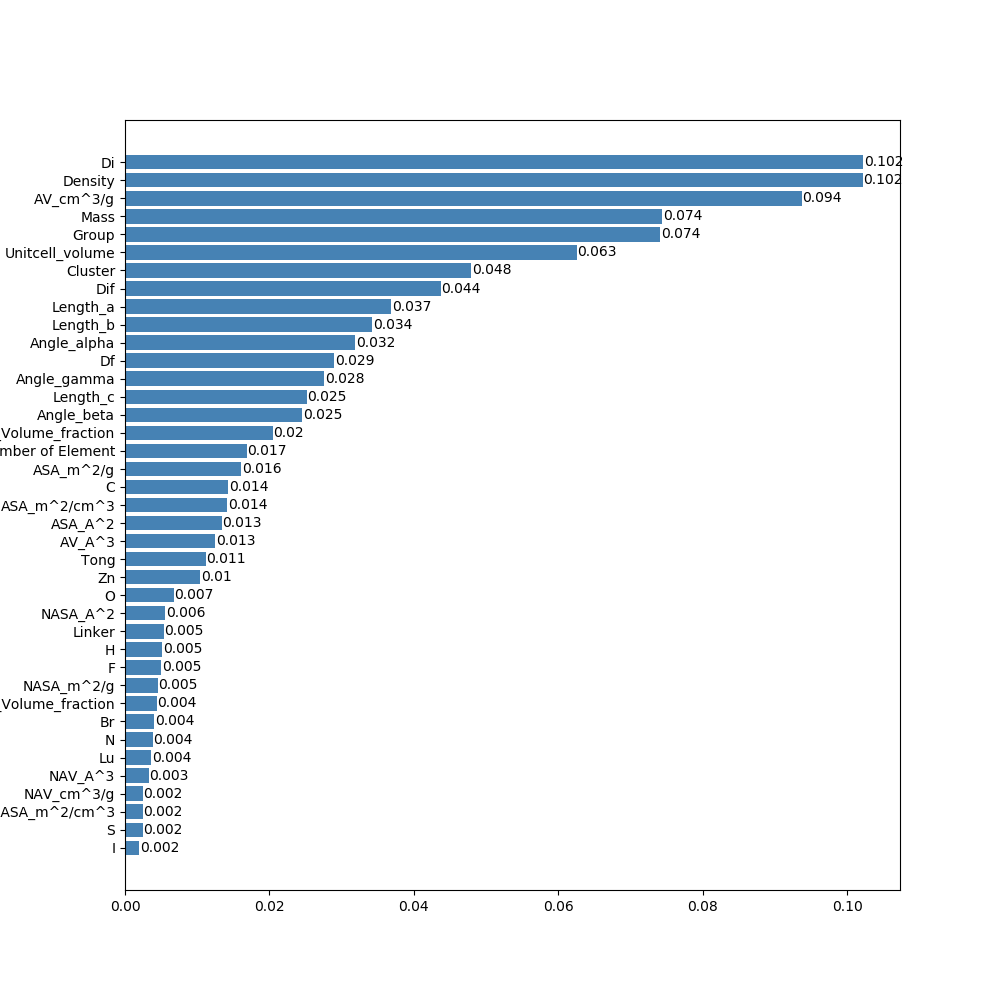 Di 0.102
Density 0.102
AV_cm^3/g 0.094
Mass 0.074
Group 0.074
Unitcell_volume 0.063
Cluster 0.048
Dif 0.044
Length_a 0.037
Length_b 0.034
Angle_alpha 0.032
Df 0.029
Angle_gamma 0.028
Length_c 0.025
Angle_beta 0.025
_Volume_fraction 0.02
mber of Element 0.017
ASA_m^2/g 0.016
C 0.014
ASA_m^2/cm^3 0.014
ASA_A^2 0.013
AV_A^3 0.013
Tong 0.011
Zn 0.01
O 0.007
NASA_A^2 0.006
Linker 0.005
H 0.005
F 0.005
NASA_m^2/g 0.005
_Volume_fraction 0.004
Br 0.004
N 0.004
Lu 0.004
NAV_A^3 0.003
NAV_cm^3/g 0.002
ASA_m^2/cm^3 0.002
S 0.002
I 0.002
0.00 0.02 0.04 0.06 0.08 0.10